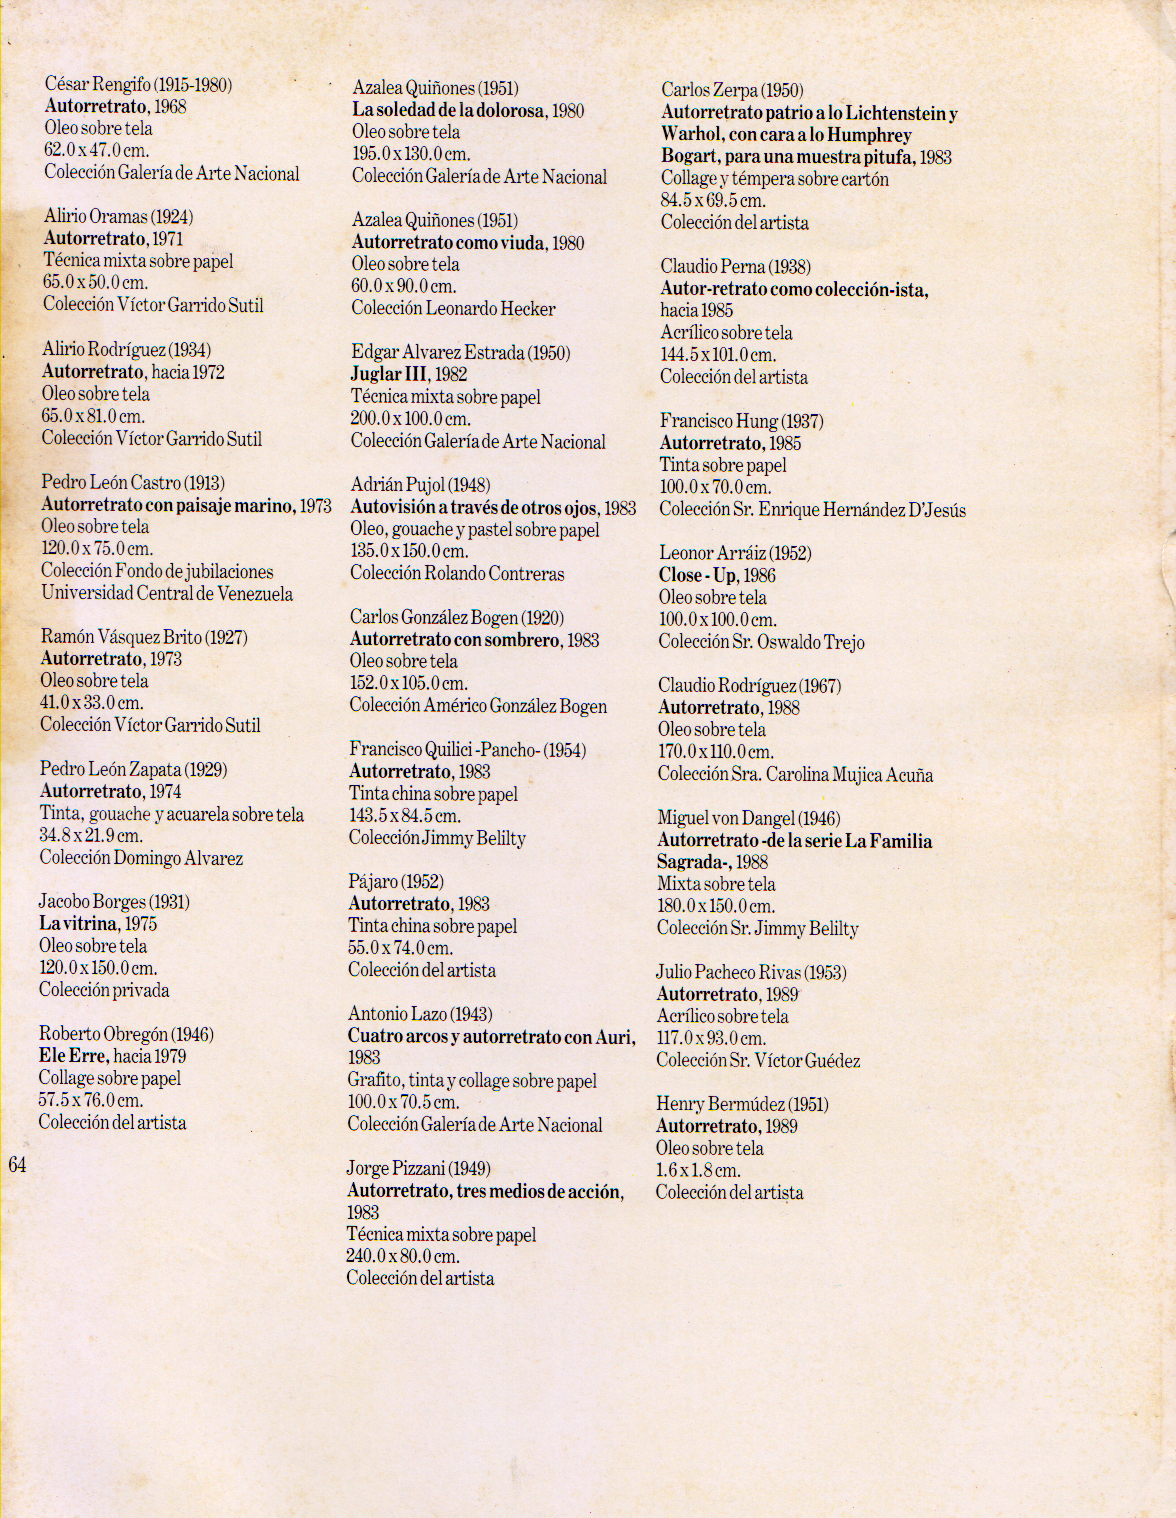 César Rengifo (1915-1980)
Autorretrato, 1968
Oleo sobre tela
62.0 x 47.0 cm.
Colección Galería de Arte Nacional
Alirio Oramas (1924)
Autorretrato, 1971
Técnica mixta sobre papel
65.0 x 50.0 cm.
Colección Víctor Garrido Sutil
Alirio Rodríguez (1934)
Autorretrato, hacia 1972
Oleo sobre tela
65.0 x 81.0 cm.
Colección Víctor Garrido Sutil
Pedro León Castro (1913)
Autorretrato con paisaje marino, 1973
Oleo sobre tela
120.0 x 75.0 cm.
Colección Fondo de jubilaciones
Universidad Central de Venezuela
Ramón Vásquez Brito (1927)
Autorretrato, 1973
Oleo sobre tela
41.0 x 33.0 cm.
Colección Víctor Garrido Sutil
Pedro León Zapata (1929)
Autorretrato, 1974
Tinta, gouache y acuarela sobre tela
34.8 x 21.9 cm.
Colección Domingo Alvarez
Jacobo Borges (1931)
La vitrina, 1975
Oleo sobre tela
120.0 x 150.0 cm.
Colección privada
Roberto Obregón (1946)
Ele Erre, hacia 1979
Collage sobre papel
57.5 x 76.0 cm.
Colección del artista
64
Azalea Quiñones (1951)
La soledad de la dolorosa, 1980
Oleo sobre tela
195.0 x 130.0 cm.
Colección Galería de Arte Nacional
Azalea Quiñones (1951)
Autorretrato como viuda, 1980
Oleo sobre tela
60.0 x 90.0 cm.
Colección Leonardo Hecker
Edgar Alvarez Estrada (1950)
Juglar III, 1982
Técnica mixta sobre papel
200.0 x 100.0 cm.
Colección Galería de Arte Nacional
Adrián Pujol (1948)
Autovisión a través de otros ojos, 1983
Oleo, gouache y pastel sobre papel
135.0 x 150.0 cm.
Colección Rolando Contreras
Carlos González Bogen (1920)
Autorretrato con sombrero, 1983
Oleo sobre tela
152.0 x 105.0 cm.
Colección Américo González Bogen
Francisco Quilici -Pancho- (1954)
Autorretrato, 1983
Tinta china sobre papel
143.5 x 84.5 cm.
Colección Jimmy Belilty
Pájaro (1952)
Autorretrato, 1983
Tinta china sobre papel
55.0 x 74.0 cm.
Colección del artista
Antonio Lazo (1943)
Cuatro arcos y autorretrato con Auri,
1983
Grafito, tinta y collage sobre papel
100.0 x 70.5 cm.
Colección Galería de Arte Nacional
Jorge Pizzani (1949)
Autorretrato, tres medios de acción,
1983
Técnica mixta sobre papel
240.0 x 80.0 cm.
Colección del artista
Carlos Zerpa (1950)
Autorretrato patrio a lo Lichtenstein y
Warhol, con cara a lo Humphrey
Bogart, para una muestra pitufa, 1983
Collage y témpera sobre cartón
84.5 x 69.5 cm.
Colección del artista
Claudio Perna (1938)
Autor-retrato como colección-ista,
hacia 1985
Acrílico sobre tela
144.5 x 101.0 cm.
Colección del artista
Francisco Hung (1937)
Autorretrato, 1985
Tinta sobre papel
100.0 x 70.0 cm.
Colección Sr. Enrique Hernández D'Jesús
Leonor Arráiz (1952)
Close - Up, 1986
Oleo sobre tela
100.0 x 100.0 cm.
Colección Sr. Oswaldo Trejo
Claudio Rodríguez (1967)
Autorretrato, 1988
Oleo sobre tela
170.0 x 110.0 cm.
Colección Sra. Carolina Mujica Acuña
Miguel von Dangel (1946)
Autorretrato -de la serie La Familia
Sagrada-, 1988
Mixta sobre tela
180.0 x 150.0 cm.
Colección Sr. Jimmy Belilty
Julio Pacheco Rivas (1953)
Autorretrato, 1989
Acrílico sobre tela
117.0 x 93.0 cm.
Colección Sr. Víctor Guédez
Henry Bermúdez (1951)
Autorretrato, 1989
Oleo sobre tela
1.6 x 1.8 cm.
Colección del artista